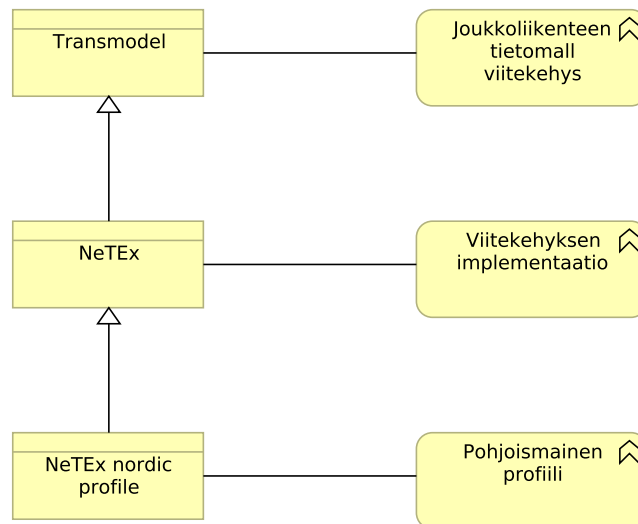 Transmodel
Joukkoliikenteen
tietomall
viitekehys
NeTEx
Viitekehyksen
implementaatio
NeTEx nordic
profile
Pohjoismainen
profiili